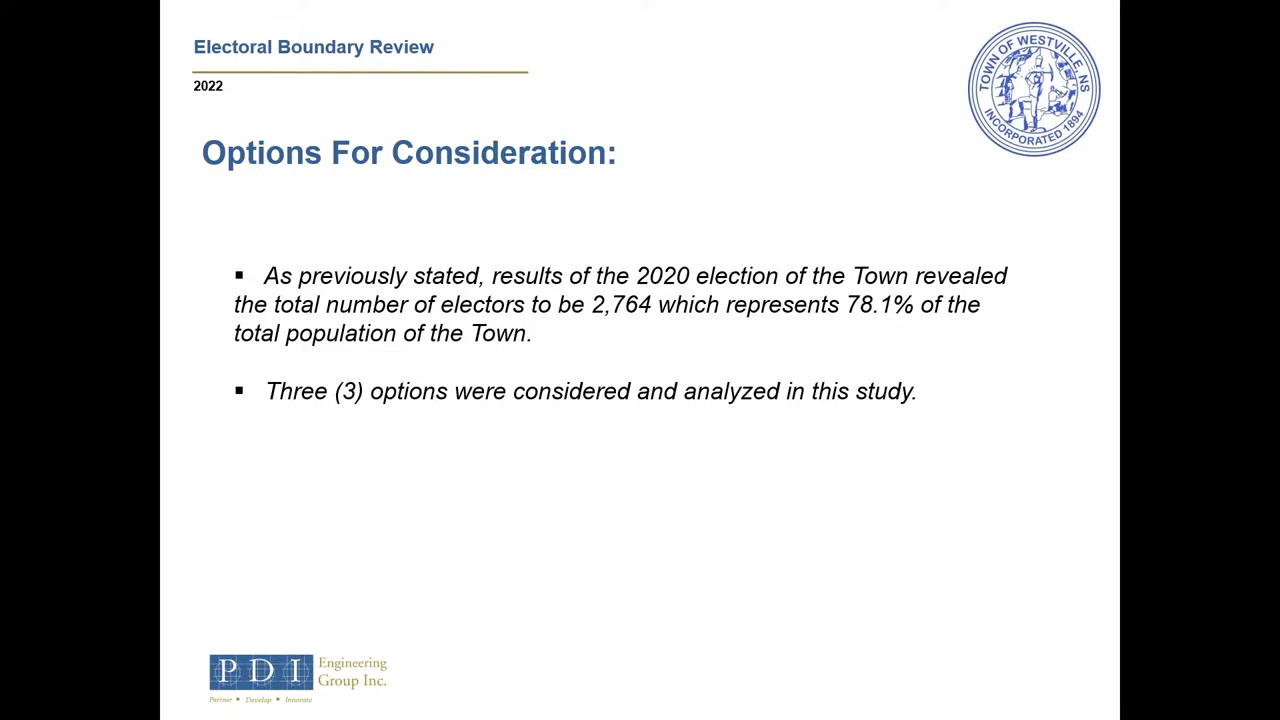 Electoral Boundary Review
2022
TOWN OF WESTVILLE, NS
INCORPORATED 1894
Options For Consideration:
▪ As previously stated, results of the 2020 election of the Town revealed
the total number of electors to be 2,764 which represents 78.1% of the
total population of the Town.
▪ Three (3) options were considered and analyzed in this study.
PDI Engineering
Group Inc.
Partner • Develop • Innovate